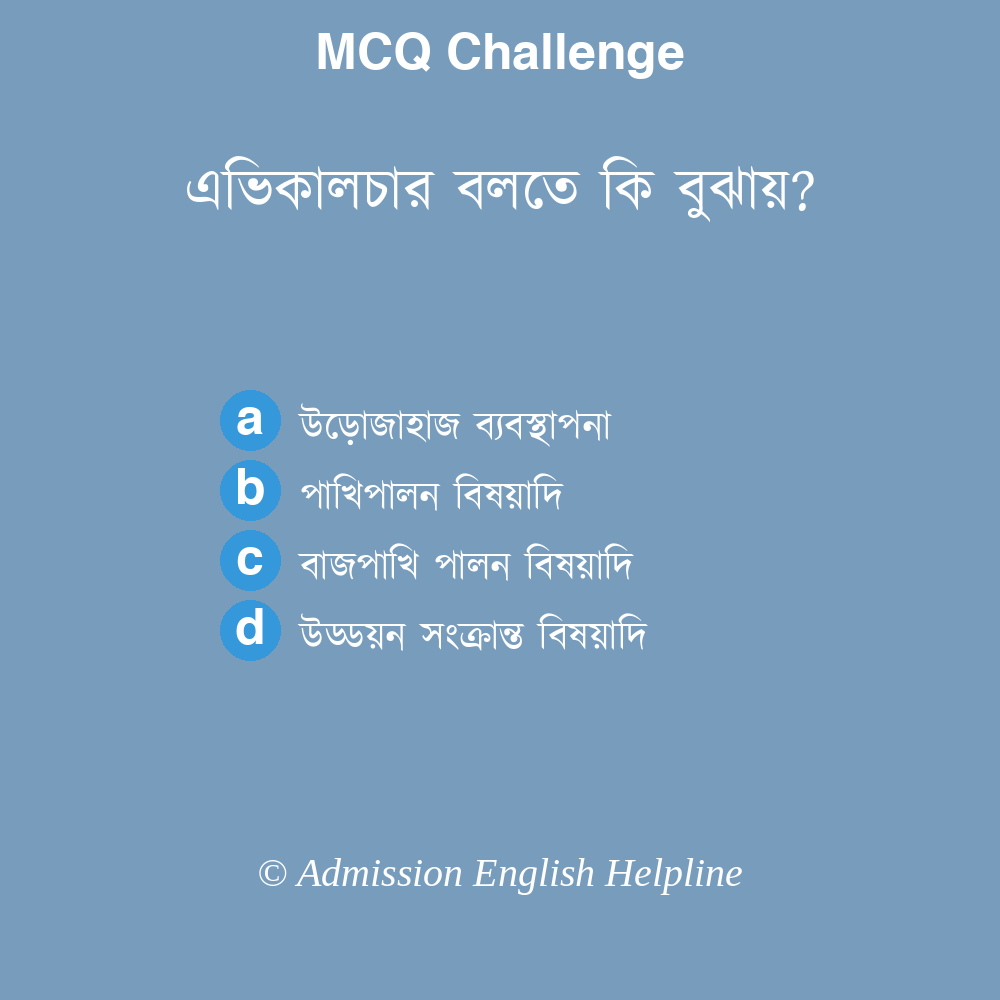 MCQ Challenge
এভিকালচার বলতে কি বুঝায়?
a উড়োজাহাজ ব্যবস্থাপনা
b পাখিপালন বিষয়াদি
c বাজপাখি পালন বিষয়াদি
d উড্ডয়ন সংক্রান্ত বিষয়াদি
© Admission English Helpline